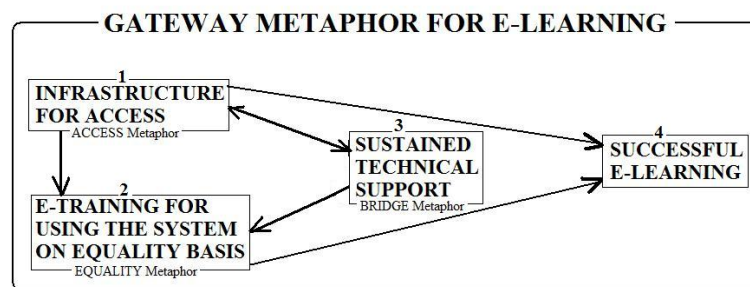 GATEWAY METAPHOR FOR E-LEARNING
1
INFRASTRUCTURE
FOR ACCESS
ACCESS Metaphor
2
E-TRAINING FOR
USING THE SYSTEM
ON EQUALITY BASIS
EQUALITY Metaphor
3
SUSTAINED
TECHNICAL
SUPPORT
BRIDGE Metaphor
4
SUCCESSFUL
E-LEARNING